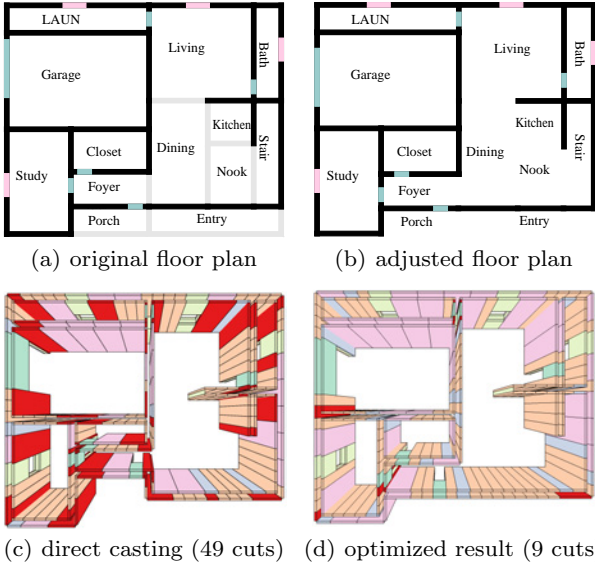 LAUN
Living
Bath
Garage
Kitchen
Stair
Closet
Dining
Study
Nook
Foyer
Porch
Entry
LAUN
Living
Bath
Garage
Kitchen
Stair
Closet
Dining
Nook
Study
Foyer
Porch
Entry
(a) original floor plan
(b) adjusted floor plan
(c) direct casting (49 cuts)
(d) optimized result (9 cuts